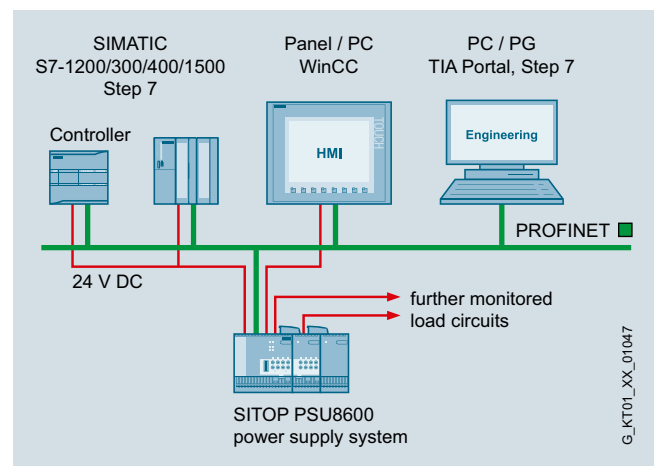 SIMATIC
S7-1200/300/400/1500
Step 7
Panel / PC
WinCC
PC / PG
TIA Portal, Step 7
Controller
HMI
TOUCH
Engineering
PROFINET
24 V DC
further monitored
load circuits
SITOP PSU8600
power supply system
G_KT01_XX_01047